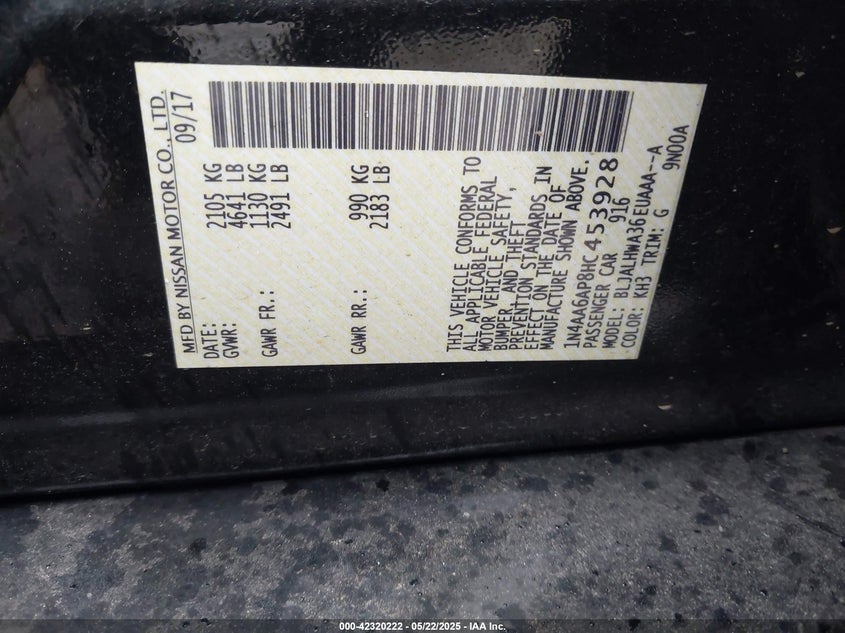 MFD BY NISSAN MOTOR CO., LTD.
DATE: 09/17
GVWR: 2105 KG
4641 LB
GAWR FR.: 1130 KG
2491 LB
GAWR RR.: 990 KG
2183 LB
THIS VEHICLE CONFORMS TO
ALL APPLICABLE FEDERAL
MOTOR VEHICLE SAFETY,
BUMPER, AND THEFT
PREVENTION STANDARDS IN
EFFECT ON THE DATE OF
MANUFACTURE SHOWN ABOVE.
1N4AA6AP8HC453928
PASSENGER CAR 916
MODEL: BLJALHWA36EUAAA--A
COLOR: KH3 TRIM: G 9N00A
000-42320222 - 05/22/2025 - IAA Inc.